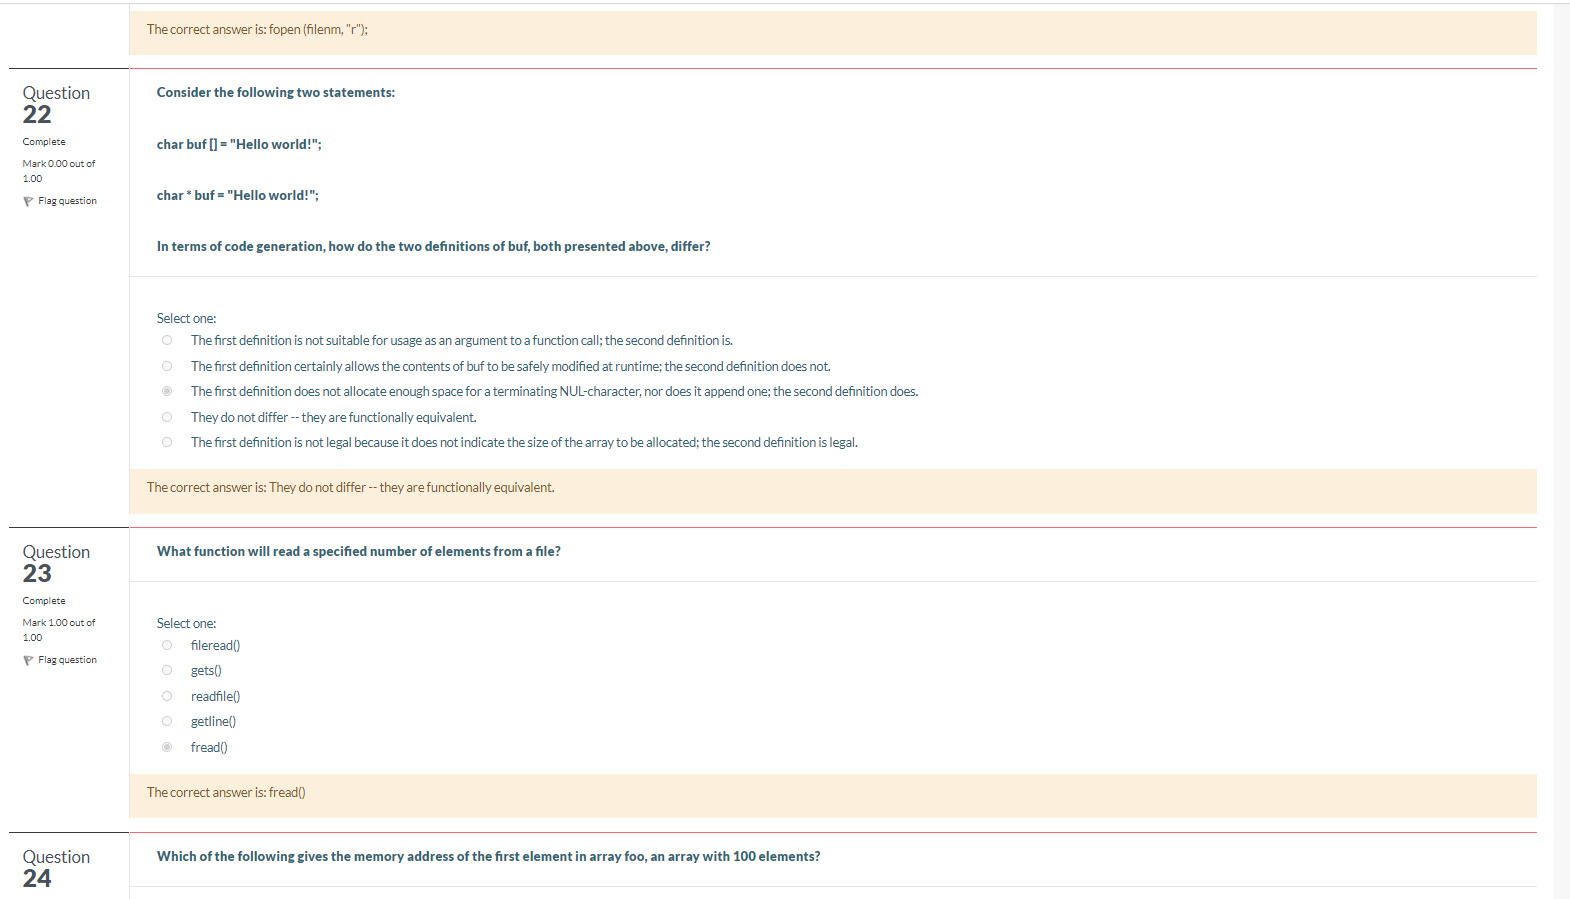 The correct answer is: fopen (filenm, "r");
Question
22
Complete
Mark 0.00 out of
1.00
Flag question
Consider the following two statements:
char buf [] = "Hello world!";
char * buf = "Hello world!";
In terms of code generation, how do the two definitions of buf, both presented above, differ?
Select one:
The first definition is not suitable for usage as an argument to a function call; the second definition is.
The first definition certainly allows the contents of buf to be safely modified at runtime; the second definition does not.
The first definition does not allocate enough space for a terminating NUL-character, nor does it append one; the second definition does.
They do not differ -- they are functionally equivalent.
The first definition is not legal because it does not indicate the size of the array to be allocated; the second definition is legal.
The correct answer is: They do not differ -- they are functionally equivalent.
Question
23
Complete
Mark 1.00 out of
1.00
Flag question
What function will read a specified number of elements from a file?
Select one:
fileread()
gets()
readfile()
getline()
fread()
The correct answer is: fread()
Question
24
Which of the following gives the memory address of the first element in array foo, an array with 100 elements?